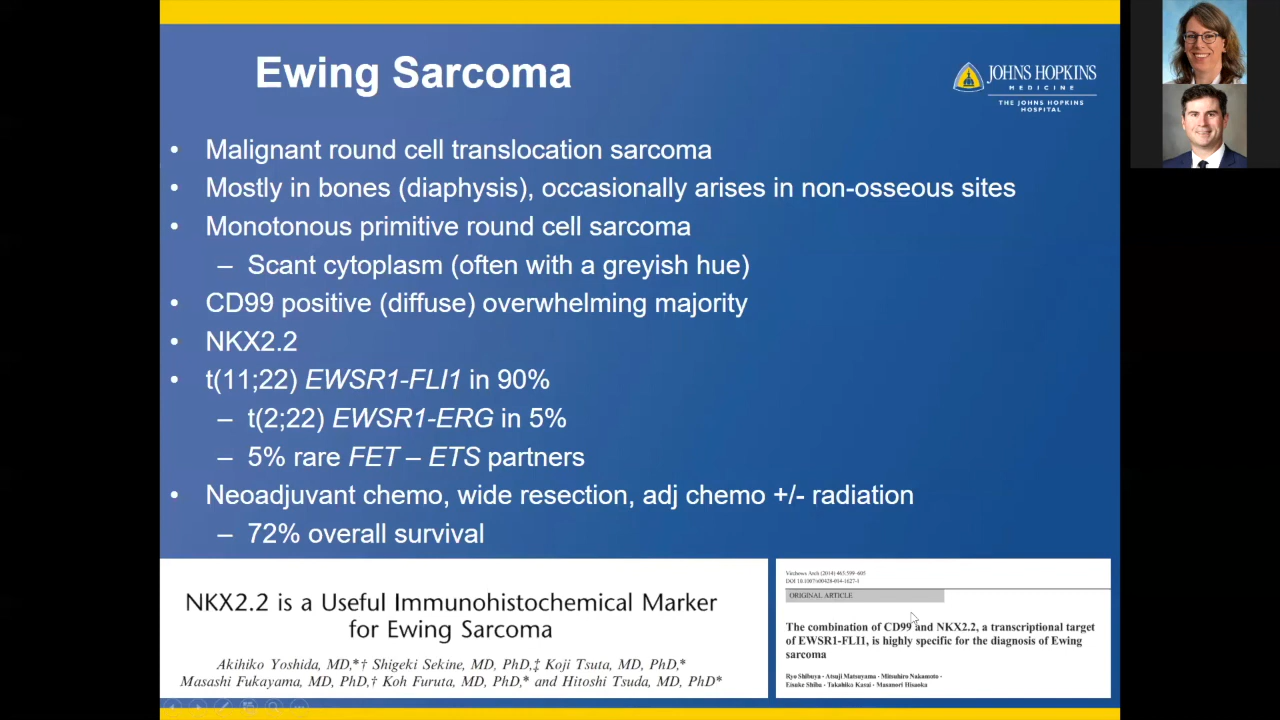 Ewing Sarcoma
JOHNS HOPKINS
MEDICINE
THE JOHNS HOPKINS
HOSPITAL
• Malignant round cell translocation sarcoma
• Mostly in bones (diaphysis), occasionally arises in non-osseous sites
• Monotonous primitive round cell sarcoma
– Scant cytoplasm (often with a greyish hue)
• CD99 positive (diffuse) overwhelming majority
• NKX2.2
• t(11;22) EWSR1-FLI1 in 90%
– t(2;22) EWSR1-ERG in 5%
– 5% rare FET – ETS partners
• Neoadjuvant chemo, wide resection, adj chemo +/- radiation
– 72% overall survival
NKX2.2 is a Useful Immunohistochemical Marker
for Ewing Sarcoma
Akihiko Yoshida, MD,*† Shigeki Sekine, MD, PhD,‡ Koji Tsuta, MD, PhD,*
Masashi Fukayama, MD, PhD,† Koh Furuta, MD, PhD,* and Hitoshi Tsuda, MD, PhD*
Virchows Arch (2014) 465:599–605
DOI 10.1007/s00428-014-1627-1
ORIGINAL ARTICLE
The combination of CD99 and NKX2.2, a transcriptional target
of EWSR1-FLI1, is highly specific for the diagnosis of Ewing
sarcoma
Ryo Shibuya · Atsuji Matsuyama · Mitsuhiro Nakamoto ·
Eisuke Shiba · Takahiko Kasai · Masanori Hisaoka